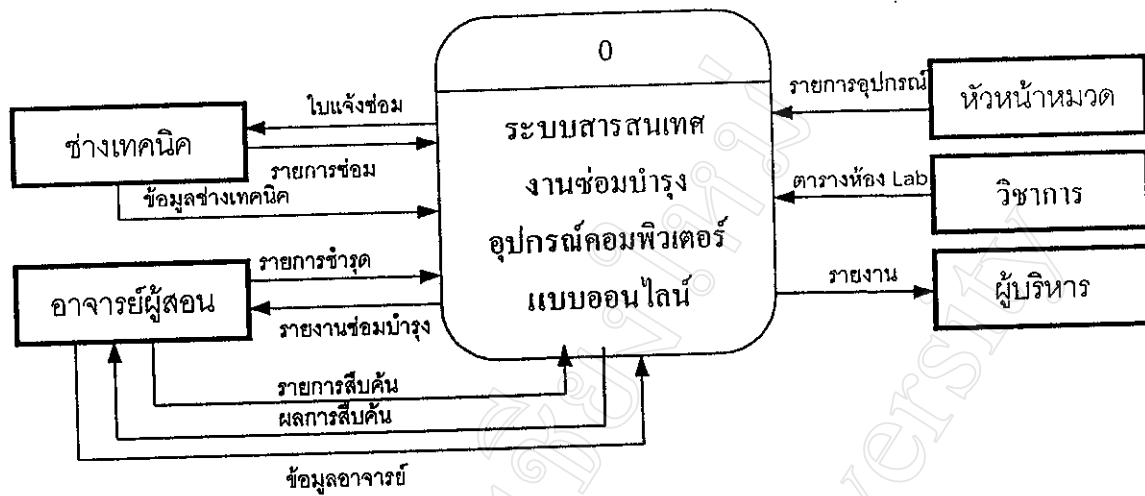 0
ระบบสารสนเทศ
งานซ่อมบำรุง
อุปกรณ์คอมพิวเตอร์
แบบออนไลน์
ช่างเทคนิค
ใบแจ้งซ่อม
รายการซ่อม
ข้อมูลช่างเทคนิค
อาจารย์ผู้สอน
รายการชำรุด
รายงานซ่อมบำรุง
รายการสืบค้น
ผลการสืบค้น
ข้อมูลอาจารย์
รายการอุปกรณ์
หัวหน้าหมวด
ตารางห้อง Lab
วิชาการ
รายงาน
ผู้บริหาร